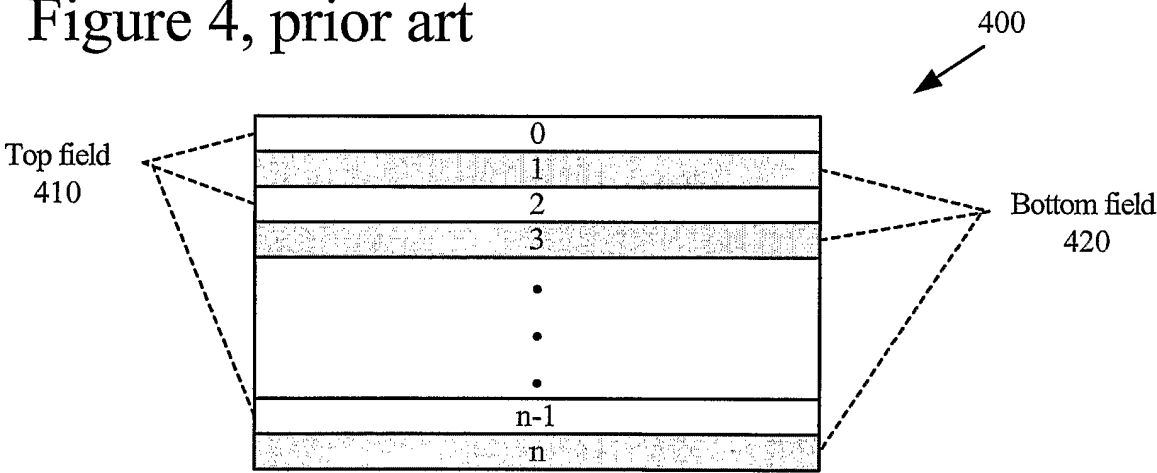 Figure 4, prior art
400
Top field
410
0
1
2
3
n-1
n
Bottom field
420